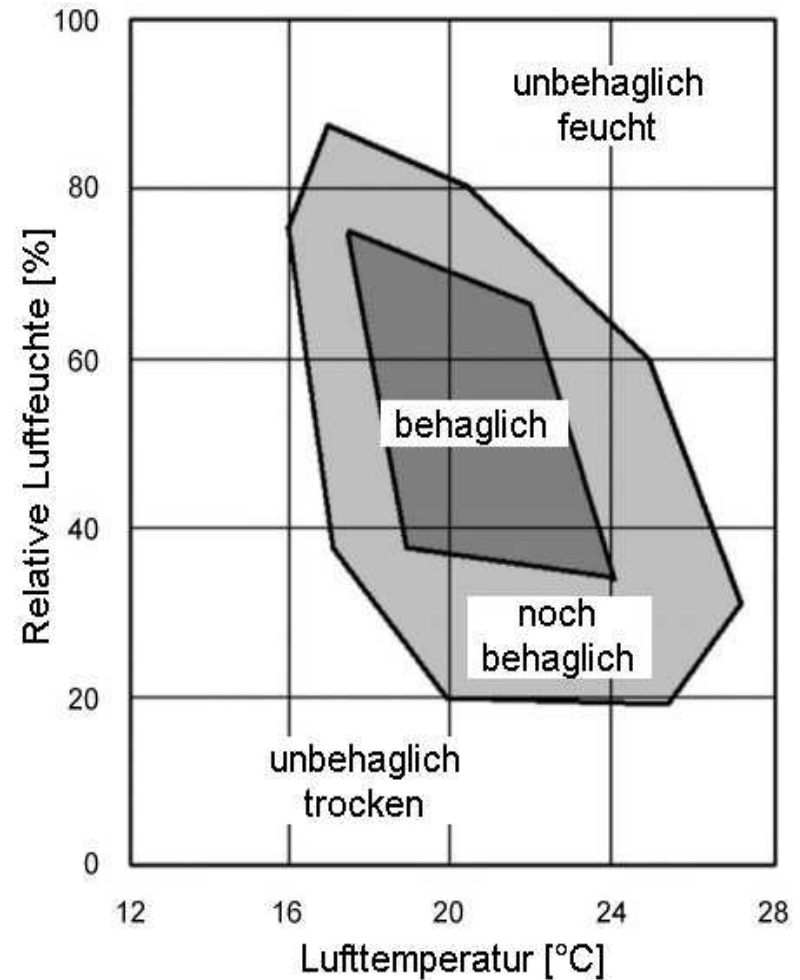 100
80
60
40
20
0
Relative Luftfeuchte [%]
unbehaglich
feucht
behaglich
noch
behaglich
unbehaglich
trocken
12 16 20 24 28
Lufttemperatur [°C]